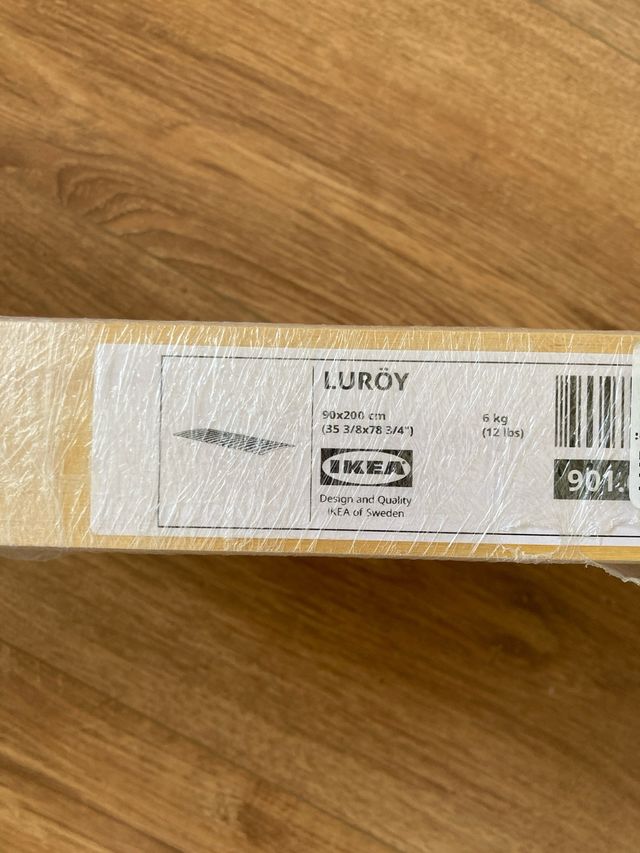 LURÖY
90x200 cm
(35 3/8x78 3/4")
6 kg
(12 lbs)
IKEA
Design and Quality
IKEA of Sweden
901.